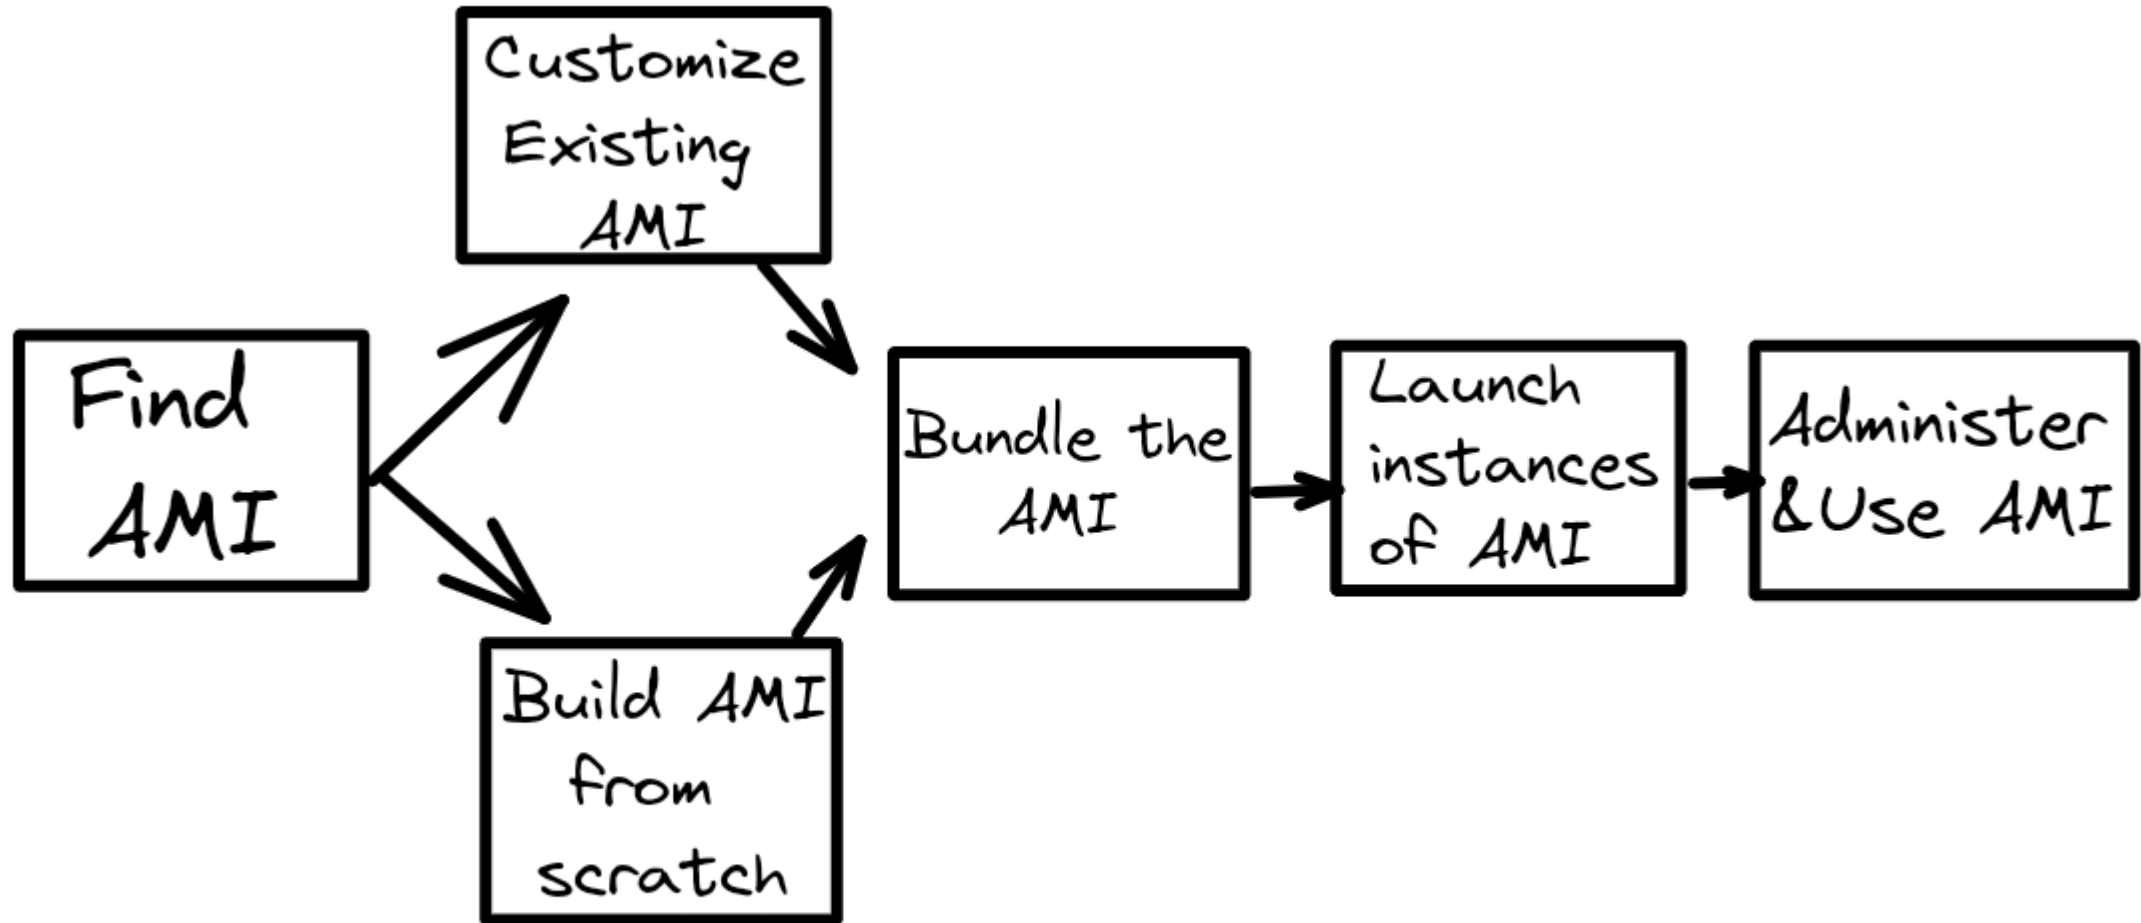 Find
AMI
Customize
Existing
AMI
Build AMI
from
scratch
Bundle the
AMI
Launch
instances
of AMI
Administer
&Use AMI